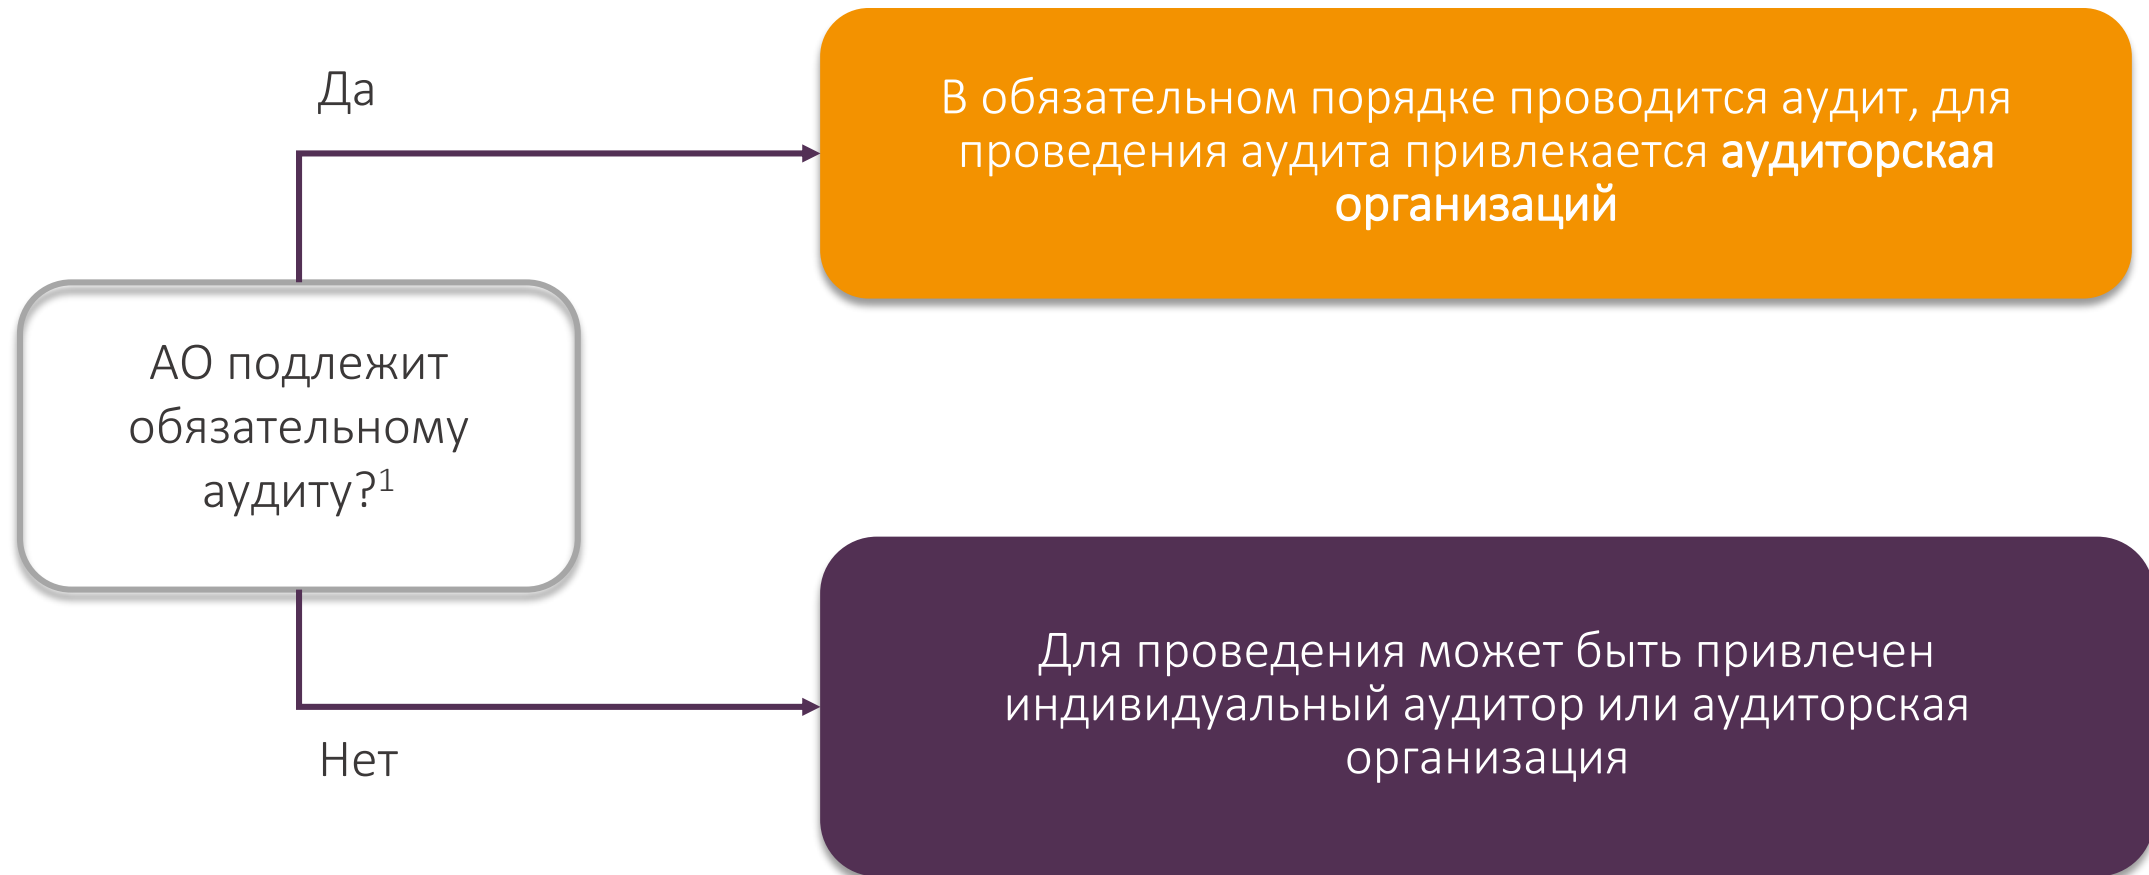 Да
В обязательном порядке проводится аудит, для
проведения аудита привлекается аудиторская
организаций
АО подлежит
обязательному
аудиту?¹
Для проведения может быть привлечен
индивидуальный аудитор или аудиторская
организация
Нет